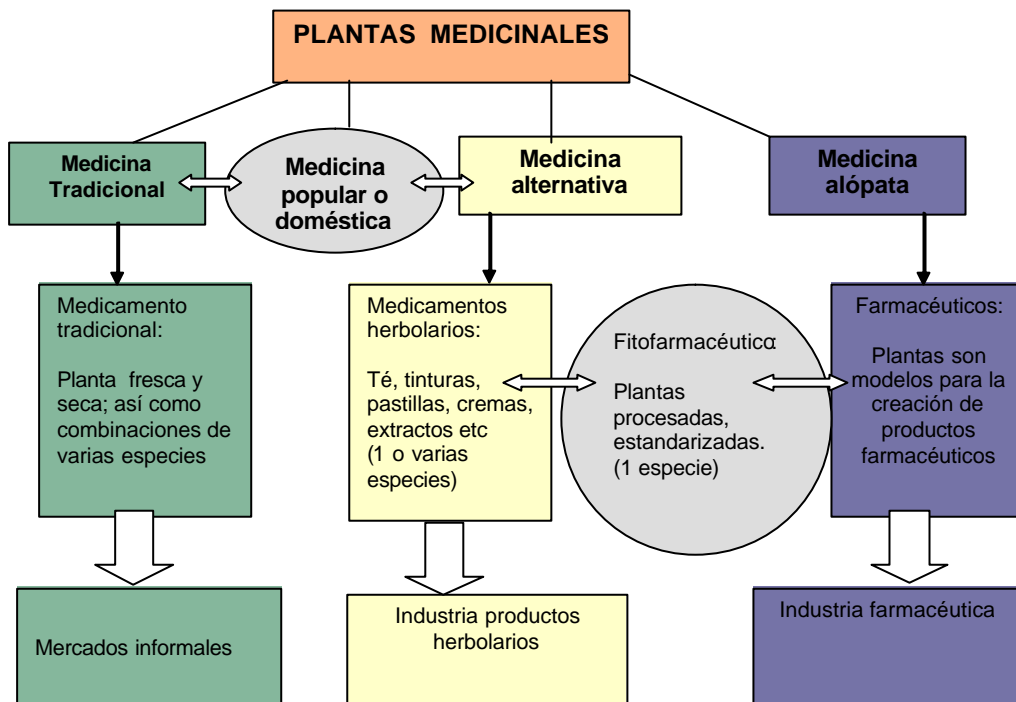 PLANTAS MEDICINALES
Medicina
Tradicional
Medicina
popular o
doméstica
Medicina
alternativa
Medicina
alópata
Medicamento
tradicional:
Planta fresca y
seca; así como
combinaciones de
varias especies
Medicamentos
herbolarios:
Té, tinturas,
pastillas, cremas,
extractos etc
(1 o varias
especies)
Fitofarmacéutica
Plantas
procesadas,
estandarizadas.
(1 especie)
Farmacéuticos:
Plantas son
modelos para la
creación de
productos
farmacéuticos
Mercados informales
Industria productos
herbolarios
Industria farmacéutica